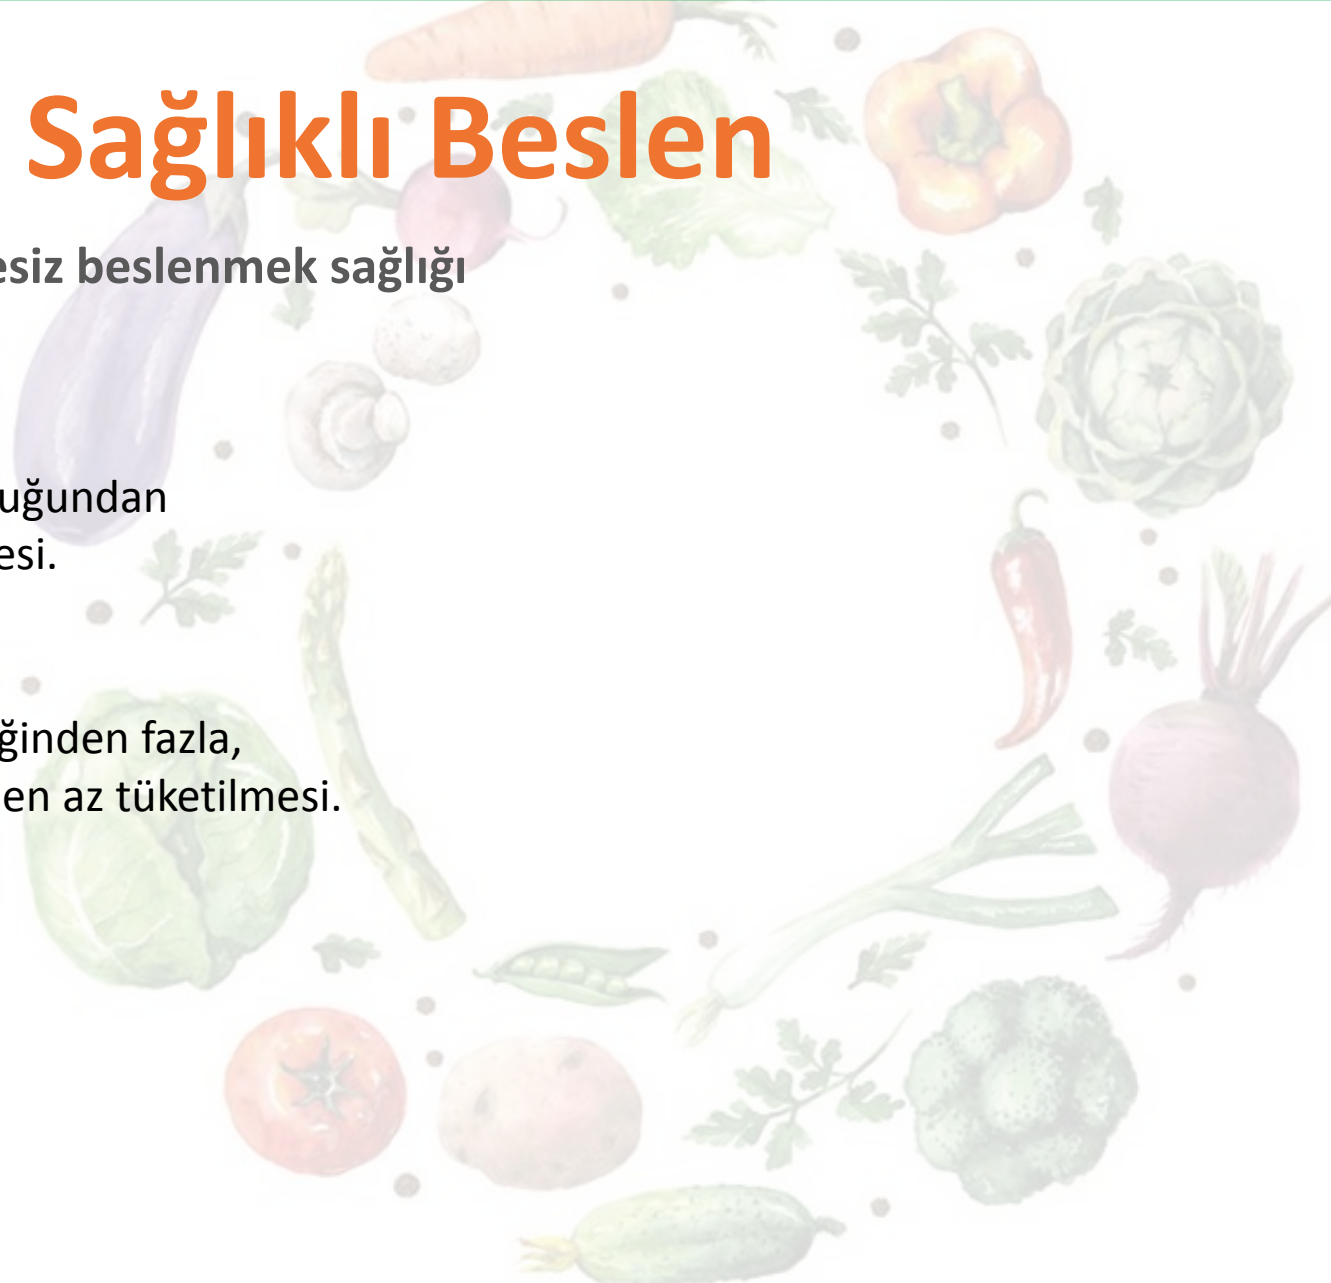 Sağlıklı Beslen
esiz beslenmek sağlığı
uğundan
esi.
ğinden fazla,
en az tüketilmesi.